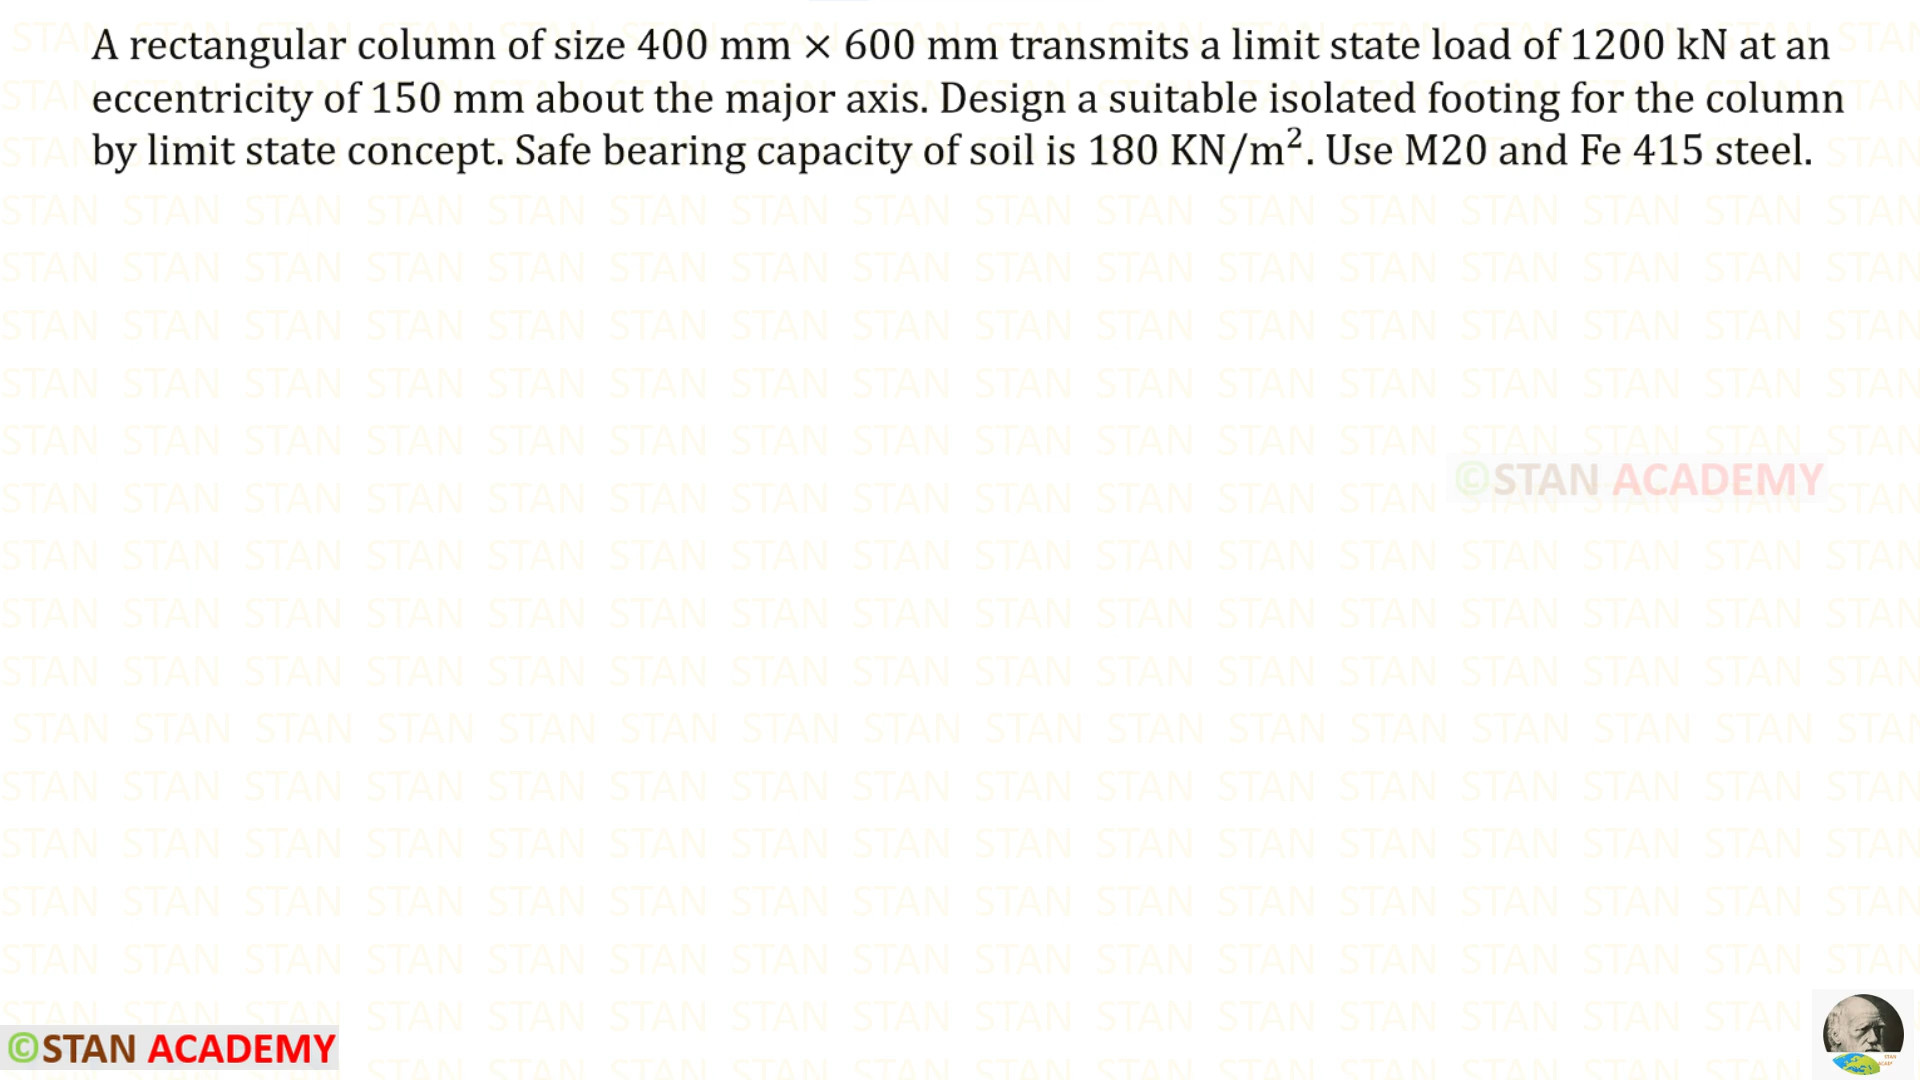 A rectangular column of size 400 mm × 600 mm transmits a limit state load of 1200 kN at an
eccentricity of 150 mm about the major axis. Design a suitable isolated footing for the column
by limit state concept. Safe bearing capacity of soil is 180 KN/m². Use M20 and Fe 415 steel.
©STAN ACADEMY
©STAN ACADEMY